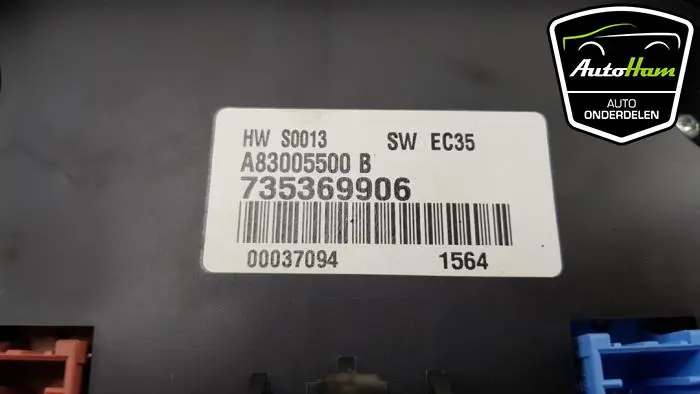 AutoHam
AUTO
ONDERDELEN
HW S0013 SW EC35
A83005500 B
735369906
00037094 1564